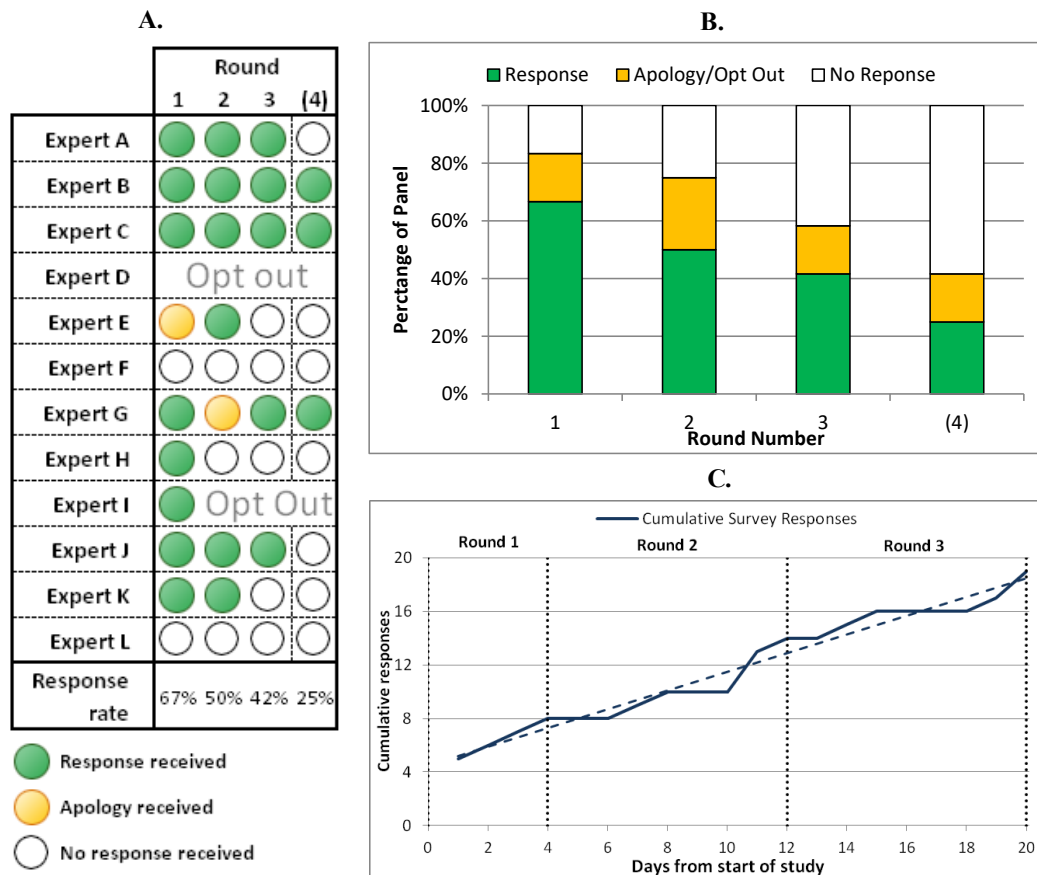 A.
Round
1 2 3 (4)
Expert A
Expert B
Expert C
Expert D Opt out
Expert E
Expert F
Expert G
Expert H
Expert I Opt Out
Expert J
Expert K
Expert L
Response
rate
67% 50% 42% 25%
Response received
Apology received
No response received
B.
Response Apology/Opt Out No Reponse
Perctange of Panel
100%
80%
60%
40%
20%
0%
1 2 3 (4)
Round Number
C.
Cumulative Survey Responses
Round 1 Round 2 Round 3
Cumulative responses
20
16
12
8
4
0
0 2 4 6 8 10 12 14 16 18 20
Days from start of study